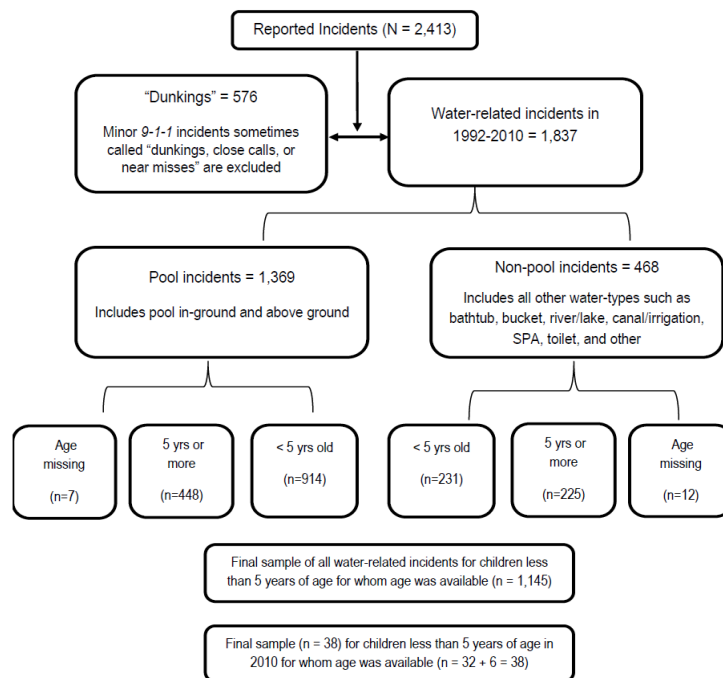 Reported Incidents (N = 2,413)
“Dunkings” = 576
Minor 9-1-1 incidents sometimes
called “dunkings, close calls, or
near misses” are excluded
Water-related incidents in
1992-2010 = 1,837
Pool incidents = 1,369
Includes pool in-ground and above ground
Non-pool incidents = 468
Includes all other water-types such as
bathtub, bucket, river/lake, canal/irrigation,
SPA, toilet, and other
Age
missing
(n=7)
5 yrs or
more
(n=448)
< 5 yrs old
(n=914)
< 5 yrs old
(n=231)
5 yrs or
more
(n=225)
Age
missing
(n=12)
Final sample of all water-related incidents for children less
than 5 years of age for whom age was available (n = 1,145)
Final sample (n = 38) for children less than 5 years of age in
2010 for whom age was available (n = 32 + 6 = 38)